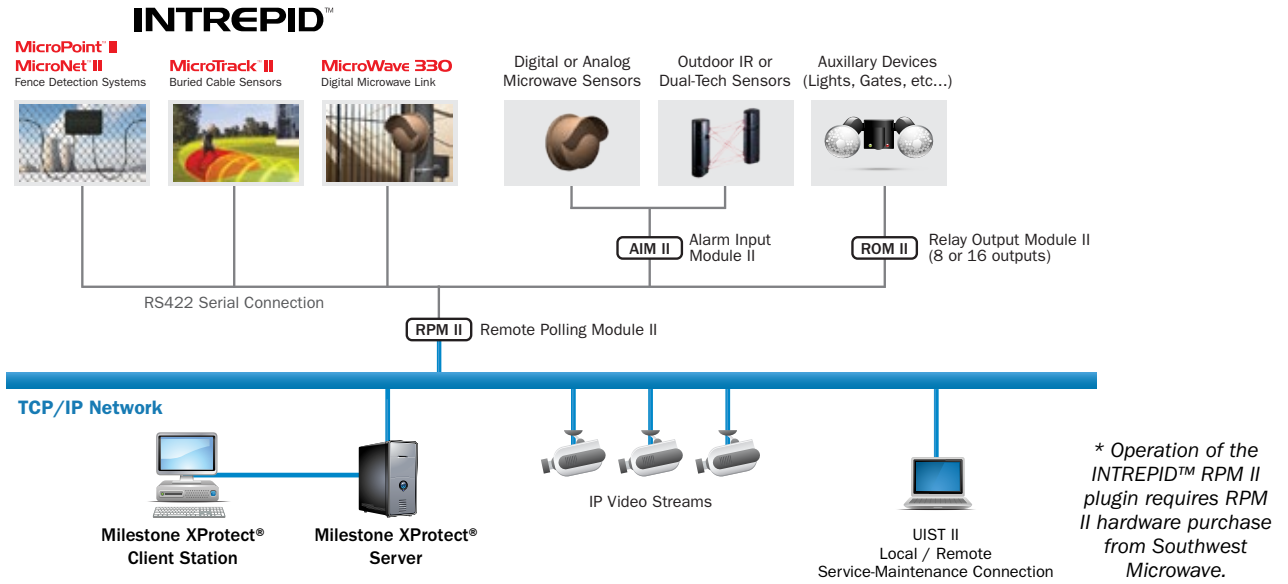 INTREPID™
MicroPoint™ II
MicroNet™ II
Fence Detection Systems
MicroTrack™ II
Buried Cable Sensors
MicroWave 330
Digital Microwave Link
Digital or Analog
Microwave Sensors
Outdoor IR or
Dual-Tech Sensors
Auxillary Devices
(Lights, Gates, etc...)
AIM II
Alarm Input
Module II
ROM II
Relay Output Module II
(8 or 16 outputs)
RS422 Serial Connection
RPM II
Remote Polling Module II
TCP/IP Network
Milestone XProtect®
Client Station
Milestone XProtect®
Server
IP Video Streams
UIST II
Local / Remote
Service-Maintenance Connection
* Operation of the
INTREPID™ RPM II
plugin requires RPM
II hardware purchase
from Southwest
Microwave.